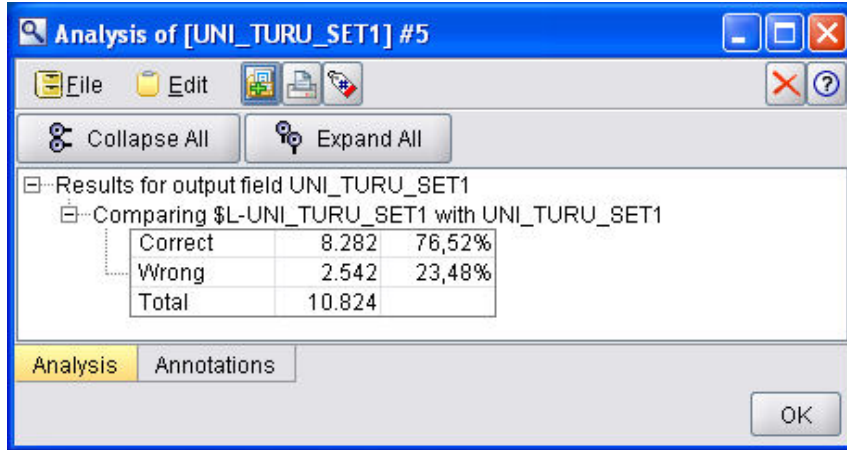 Analysis of [UNI_TURU_SET1] #5
File Edit
Collapse All Expand All
Results for output field UNI_TURU_SET1
Comparing $L-UNI_TURU_SET1 with UNI_TURU_SET1
Correct 8.282 76,52%
Wrong 2.542 23,48%
Total 10.824
Analysis Annotations
OK